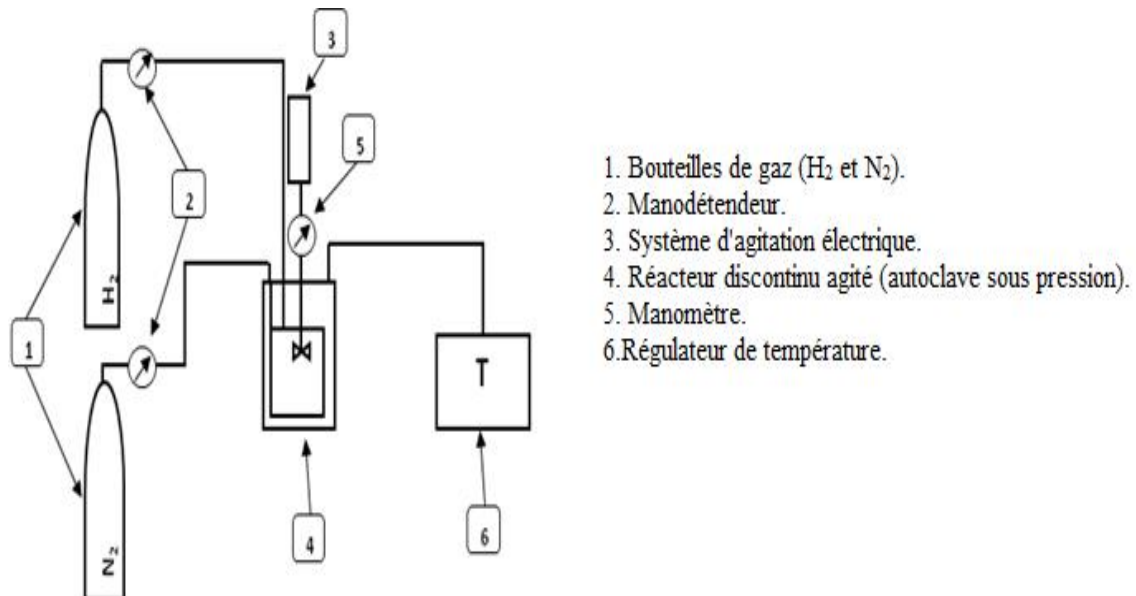 3
5
2
H₂
1
N₂
T
4
6
1. Bouteilles de gaz (H₂ et N₂).
2. Manodétendeur.
3. Système d'agitation électrique.
4. Réacteur discontinu agité (autoclave sous pression).
5. Manomètre.
6.Régulateur de température.